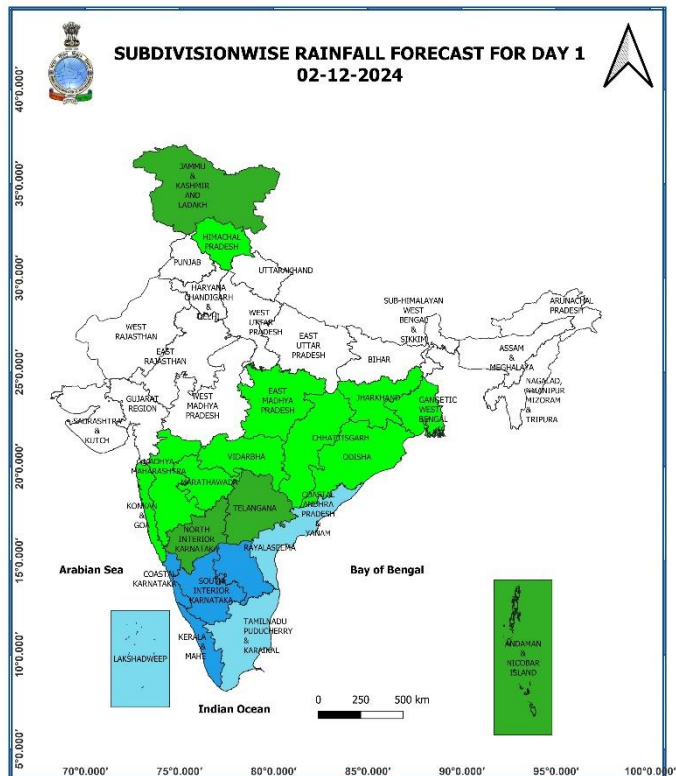 SUBDIVISIONWISE RAINFALL FORECAST FOR DAY 1
02-12-2024
40°0.000'
35°0.000'
30°0.000'
25°0.000'
20°0.000'
15°0.000'
10°0.000'
5°0.000'
JAMMU
&
KASHMIR
AND
LADAKH
HIMACHAL
PRADESH
PUNJAB
UTTARAKHAND
HARYANA
CHANDIGARH
&
DELHI
WEST
RAJASTHAN
EAST
RAJASTHAN
WEST
UTTAR
PRADESH
EAST
UTTAR
PRADESH
SUB-HIMALAYAN
WEST
BENGAL
&
SIKKIM
ARUNACHAL
PRADESH
BIHAR
ASSAM
&
MEGHALAYA
NAGALAD,
MANIPUR
MIZORAM
&
TRIPURA
SAURASHTRA
&
KUTCH
GUJARAT
REGION
WEST
MADHYA
PRADESH
EAST
MADHYA
PRADESH
JHARKHAND
GANGETIC
WEST
BENGAL
CHHATTISGARH
ODISHA
VIDARBHA
MADHYA
MAHARASHTRA
MARATHAWADA
KONKAN
&
GOA
TELANGANA
COASTAL
ANDHRA
PRADESH
&
YANAM
NORTH
INTERIOR
KARNATAKA
RAYALASEEMA
COASTAL
KARNATAKA
SOUTH
INTERIOR
KARNATAKA
TAMILNADU
PUDUCHERRY
&
KARAIKAL
KERALA
&
MAHE
LAKSHADWEEP
ANDAMAN
&
NICOBAR
ISLAND
Arabian Sea
Bay of Bengal
Indian Ocean
0 250 500 km
70°0.000' 75°0.000' 80°0.000' 85°0.000' 90°0.000' 95°0.000' 100°0.000'